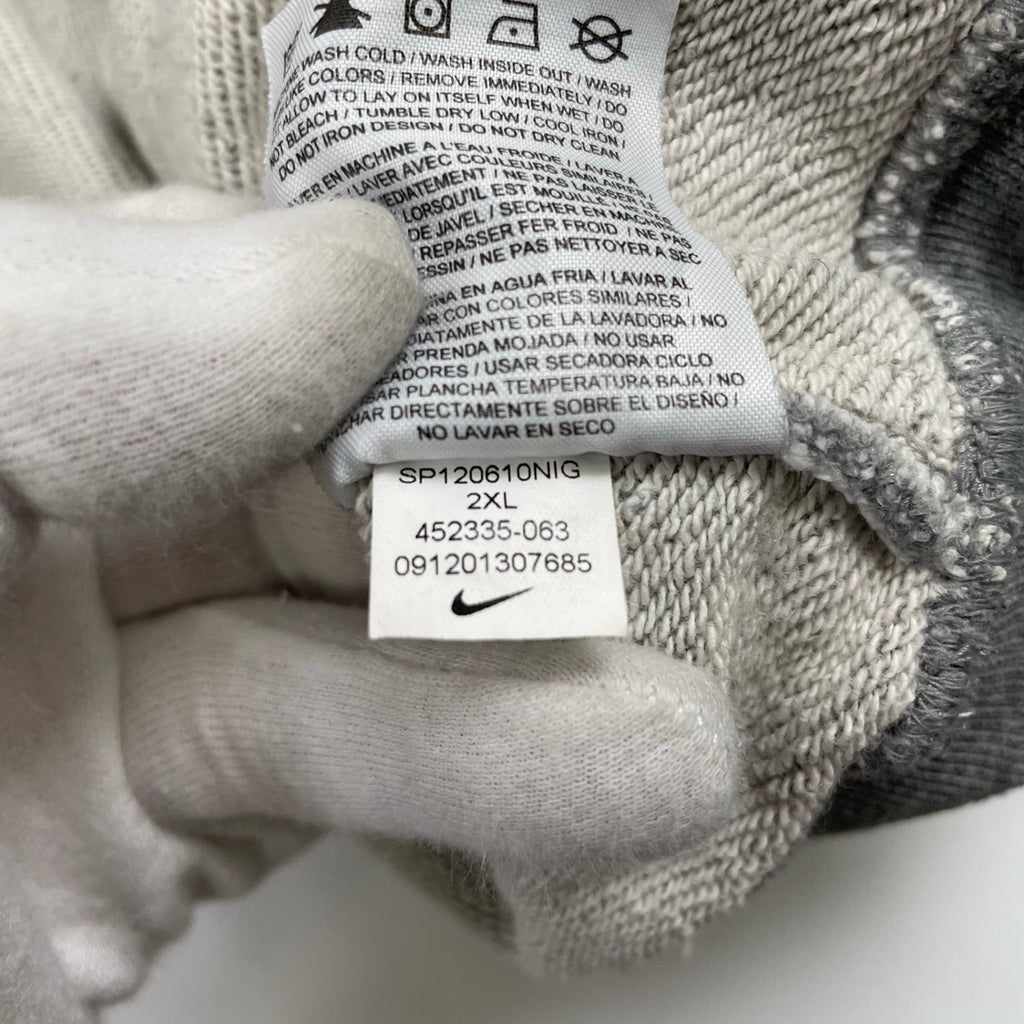 WASH COLD / WASH INSIDE OUT / WASH
COLORS / REMOVE IMMEDIATELY / DO
ALLOW TO LAY ON ITSELF WHEN WET / DO
NOT BLEACH / TUMBLE DRY LOW / COOL IRON /
DO NOT IRON DESIGN / DO NOT DRY CLEAN
EN MACHINE A L'EAU FROIDE / LAVER A
/ LAVER AVEC COULEURS SIMILAIRES /
/ NE PAS LAISSER LE
LORSQU'IL EST MOUILLE /
DE JAVEL / SECHER EN
REPASSER FER FROID / NE PAS
/ NE PAS NETTOYER A SEC
EN AGUA FRIA / LAVAR AL
CON COLORES SIMILARES /
DE LA LAVADORA / NO
PRENDA MOJADA / NO USAR
/ USAR SECADORA CICLO
PLANCHA TEMPERATURA BAJA / NO
DIRECTAMENTE SOBRE EL DISEÑO /
NO LAVAR EN SECO
SP120610NIG
2XL
452335-063
091201307685